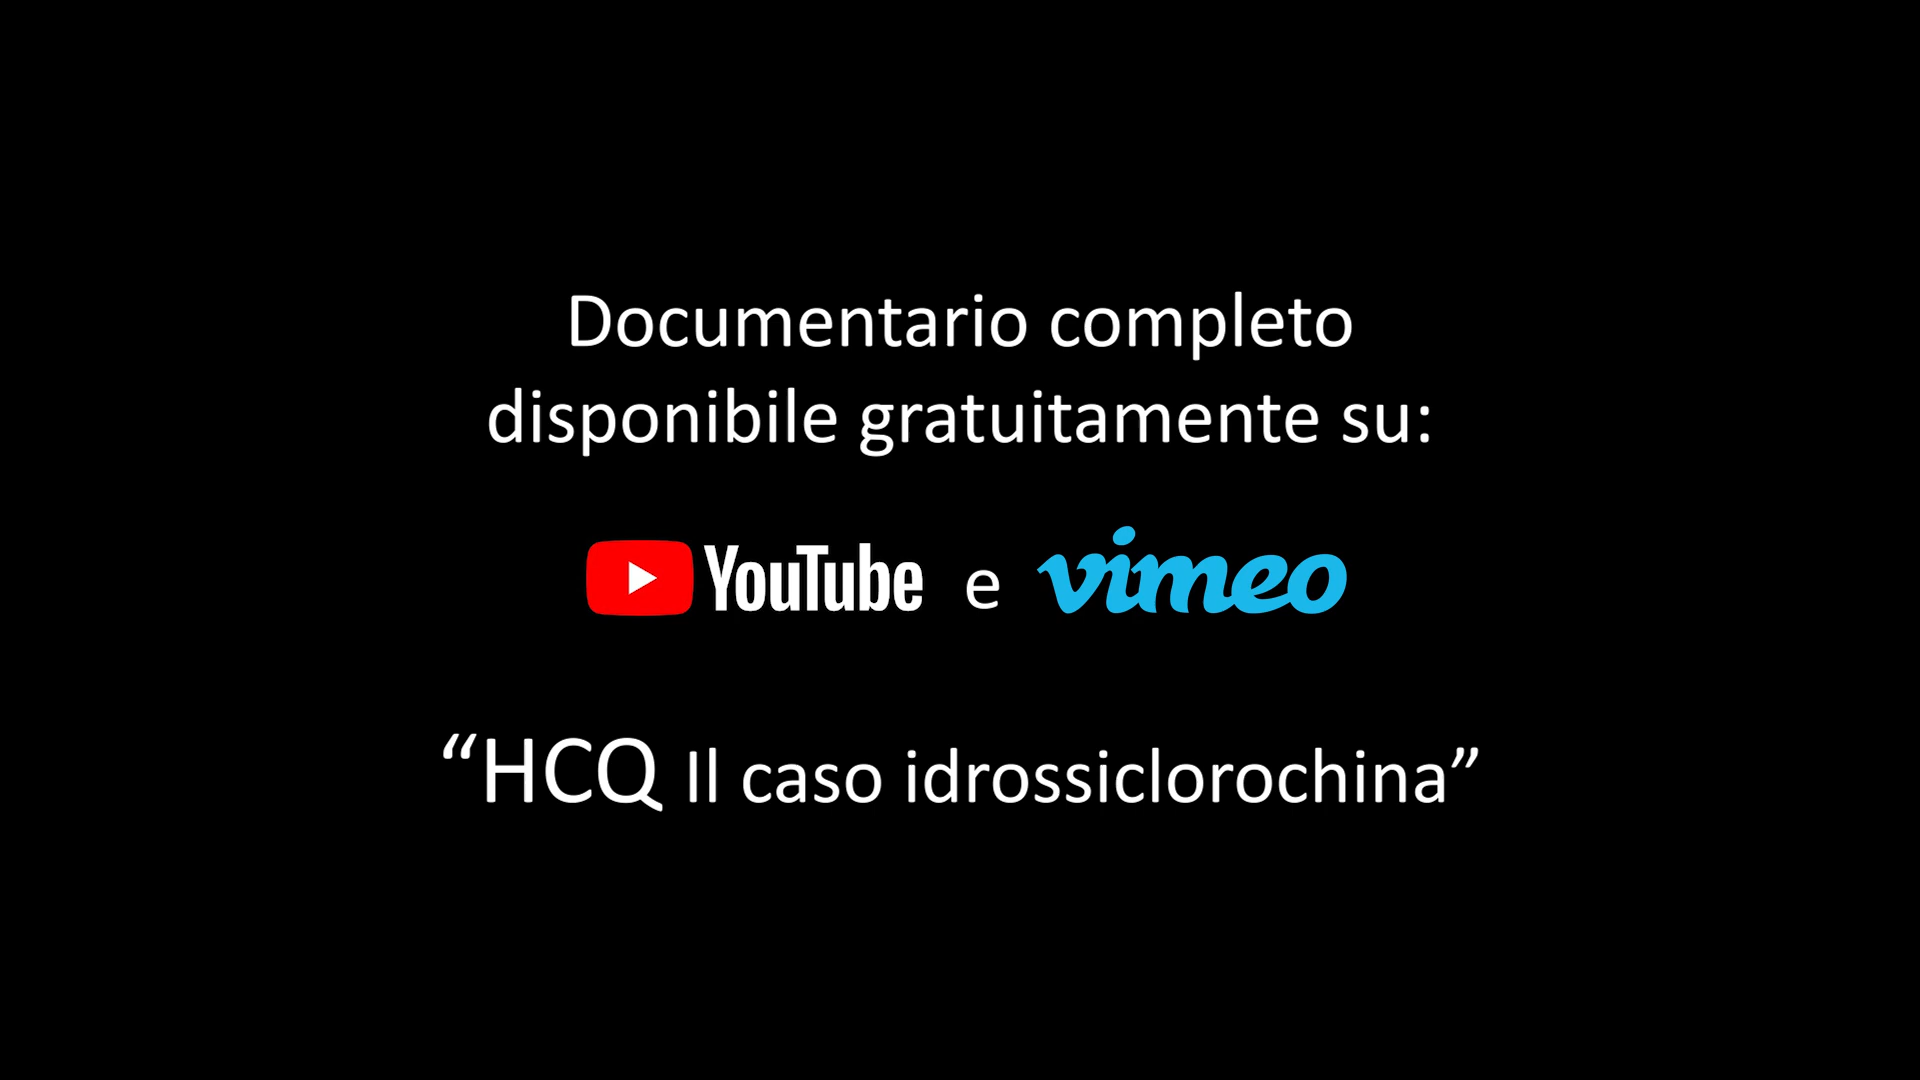 Documentario completo
disponibile gratuitamente su:
YouTube e vimeo
“HCQ Il caso idrossiclorochina”